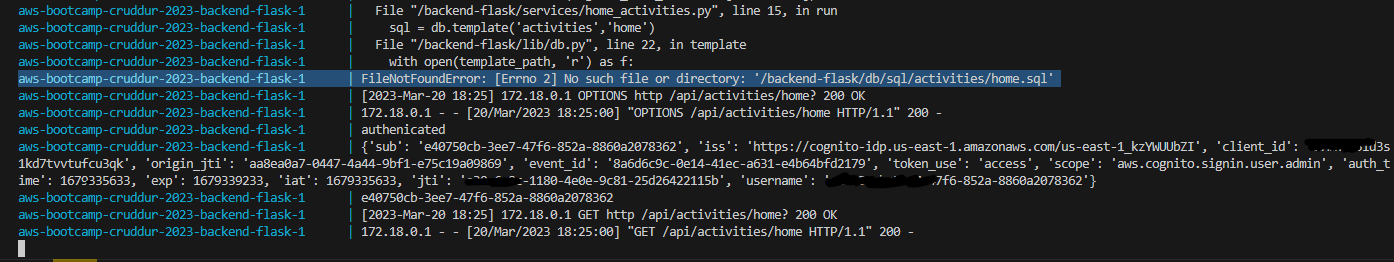 aws-bootcamp-cruddur-2023-backend-flask-1 | File "/backend-flask/services/home_activities.py", line 15, in run
aws-bootcamp-cruddur-2023-backend-flask-1 | sql = db.template('activities','home')
aws-bootcamp-cruddur-2023-backend-flask-1 | File "/backend-flask/lib/db.py", line 22, in template
aws-bootcamp-cruddur-2023-backend-flask-1 | with open(template_path, 'r') as f:
aws-bootcamp-cruddur-2023-backend-flask-1 | FileNotFoundError: [Errno 2] No such file or directory: '/backend-flask/db/sql/activities/home.sql'
aws-bootcamp-cruddur-2023-backend-flask-1 | [2023-Mar-20 18:25] 172.18.0.1 OPTIONS http /api/activities/home? 200 OK
aws-bootcamp-cruddur-2023-backend-flask-1 | 172.18.0.1 - - [20/Mar/2023 18:25:00] "OPTIONS /api/activities/home HTTP/1.1" 200 -
aws-bootcamp-cruddur-2023-backend-flask-1 | authenicated
aws-bootcamp-cruddur-2023-backend-flask-1 | {'sub': 'e40750cb-3ee7-47f6-852a-8860a2078362', 'iss': 'https://cognito-idp.us-east-1.amazonaws.com/us-east-1_kzYWUUbZI', 'client_id':
1kd7tvvtufcu3qk', 'origin_jti': 'aa8ea0a7-0447-4a44-9bf1-e75c19a09869', 'event_id': '8a6d6c9c-0e14-41ec-a631-e4b64bfd2179', 'token_use': 'access', 'scope': 'aws.cognito.signin.user.admin', 'auth_t
ime': 1679335633, 'exp': 1679339233, 'iat': 1679335633, 'jti': -1180-4e0e-9c81-25d26422115b', 'username': 7f6-852a-8860a2078362'}
aws-bootcamp-cruddur-2023-backend-flask-1 | e40750cb-3ee7-47f6-852a-8860a2078362
aws-bootcamp-cruddur-2023-backend-flask-1 | [2023-Mar-20 18:25] 172.18.0.1 GET http /api/activities/home? 200 OK
aws-bootcamp-cruddur-2023-backend-flask-1 | 172.18.0.1 - - [20/Mar/2023 18:25:00] "GET /api/activities/home HTTP/1.1" 200 -